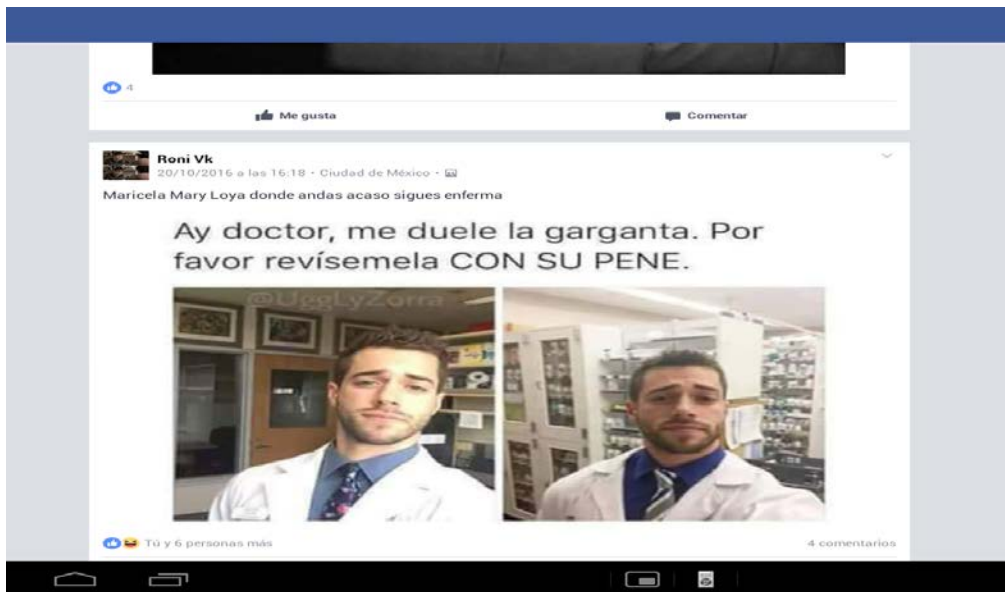 4
Me gusta
Comentar
Roni Vk
20/10/2016 a las 16:18 · Ciudad de México ·
Maricela Mary Loya donde andas acaso sigues enferma
Ay doctor, me duele la garganta. Por
favor revísemela CON SU PENE.
@UggLyZorra
Tú y 6 personas más
4 comentarios